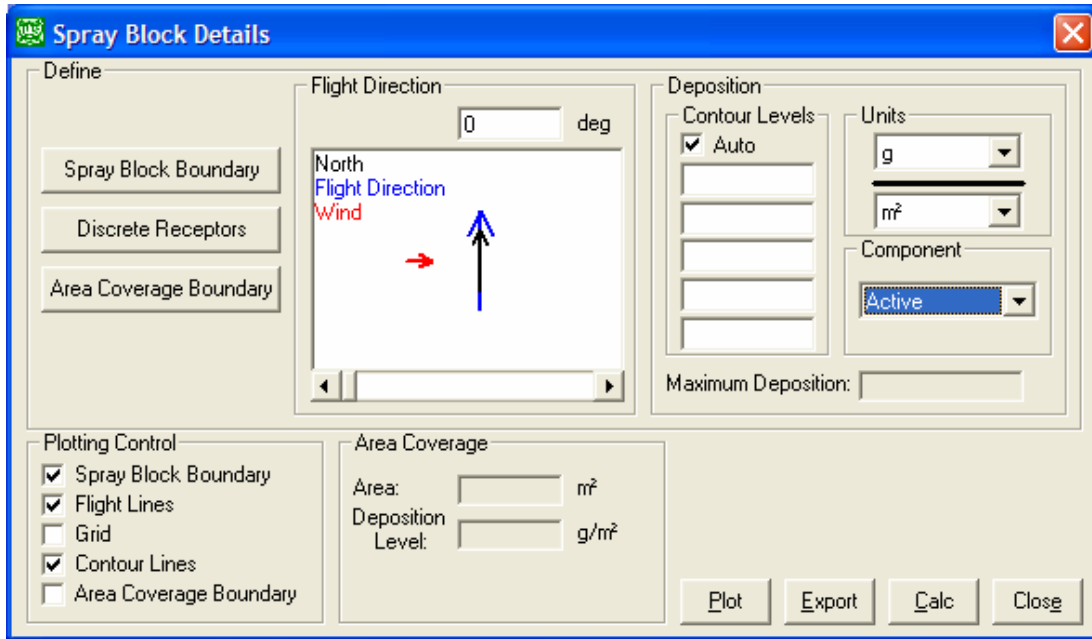 Spray Block Details
Define
Spray Block Boundary
Discrete Receptors
Area Coverage Boundary
Flight Direction
0 deg
North
Flight Direction
Wind
Deposition
Contour Levels
Auto
Units
g
m²
Component
Active
Maximum Deposition:
Plotting Control
Spray Block Boundary
Flight Lines
Grid
Contour Lines
Area Coverage Boundary
Area Coverage
Area: m²
Deposition
Level: g/m²
Plot
Export
Calc
Close